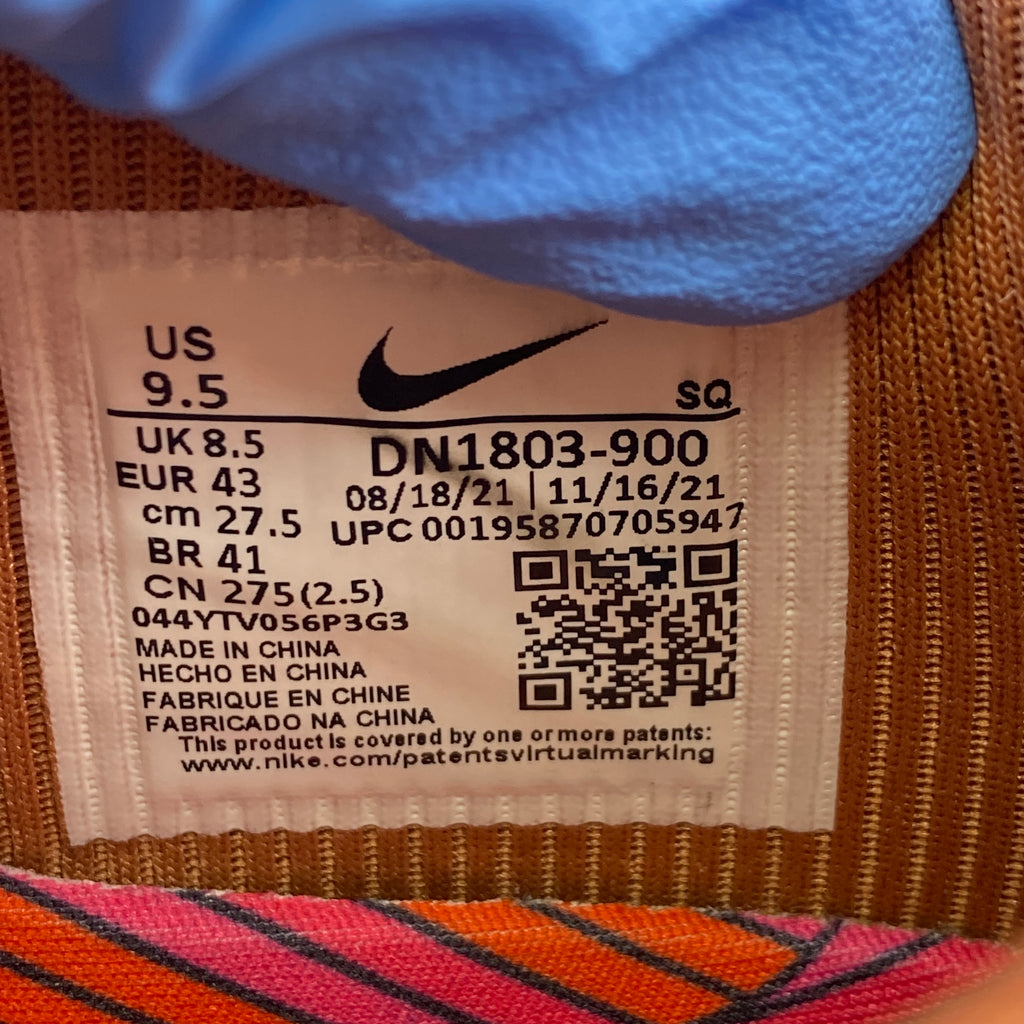 US
9.5
SQ
UK 8.5
DN1803-900
EUR 43
08/18/21 | 11/16/21
cm 27.5
UPC 00195870705947
BR 41
CN 275(2.5)
044YTV056P3G3
MADE IN CHINA
HECHO EN CHINA
FABRIQUE EN CHINE
FABRICADO NA CHINA
This product is covered by one or more patents:
www.nike.com/patentsvirtualmarking